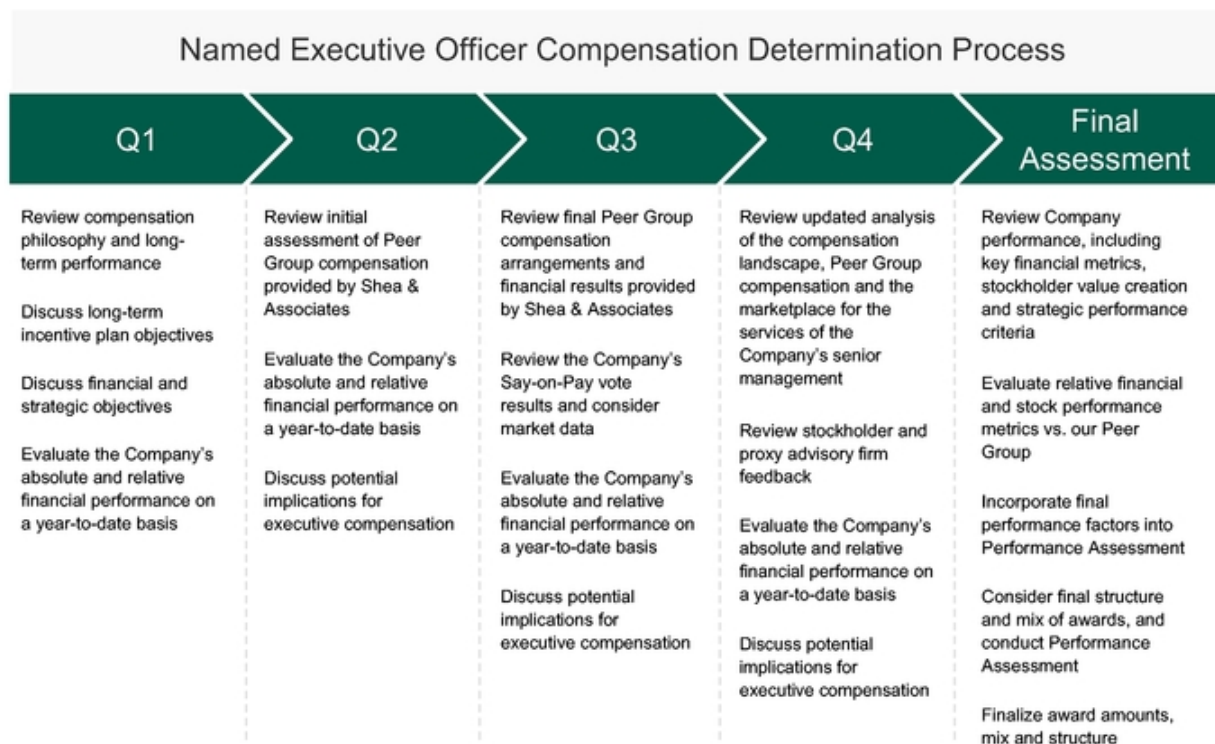 Named Executive Officer Compensation Determination Process
Q1
Q2
Q3
Q4
Final
Assessment
Review compensation
philosophy and long-
term performance
Discuss long-term
incentive plan objectives
Discuss financial and
strategic objectives
Evaluate the Company's
absolute and relative
financial performance on
a year-to-date basis
Review initial
assessment of Peer
Group compensation
provided by Shea &
Associates
Evaluate the Company's
absolute and relative
financial performance on
a year-to-date basis
Discuss potential
implications for
executive compensation
Review final Peer Group
compensation
arrangements and
financial results provided
by Shea & Associates
Review the Company's
Say-on-Pay vote
results and consider
market data
Evaluate the Company's
absolute and relative
financial performance on
a year-to-date basis
Discuss potential
implications for
executive compensation
Review updated analysis
of the compensation
landscape, Peer Group
compensation and the
marketplace for the
services of the
Company's senior
management
Review stockholder and
proxy advisory firm
feedback
Evaluate the Company's
absolute and relative
financial performance on
a year-to-date basis
Discuss potential
implications for
executive compensation
Review Company
performance, including
key financial metrics,
stockholder value creation
and strategic performance
criteria
Evaluate relative financial
and stock performance
metrics vs. our Peer
Group
Incorporate final
performance factors into
Performance Assessment
Consider final structure
and mix of awards, and
conduct Performance
Assessment
Finalize award amounts,
mix and structure